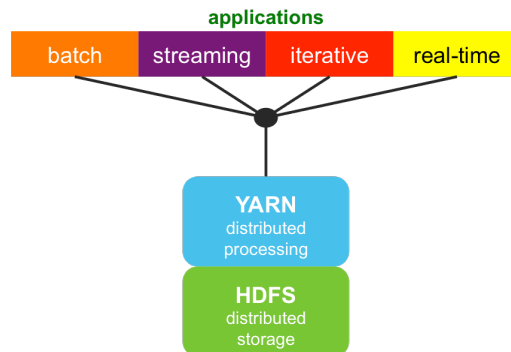 applications
batch streaming iterative real-time
YARN
distributed
processing
HDFS
distributed
storage